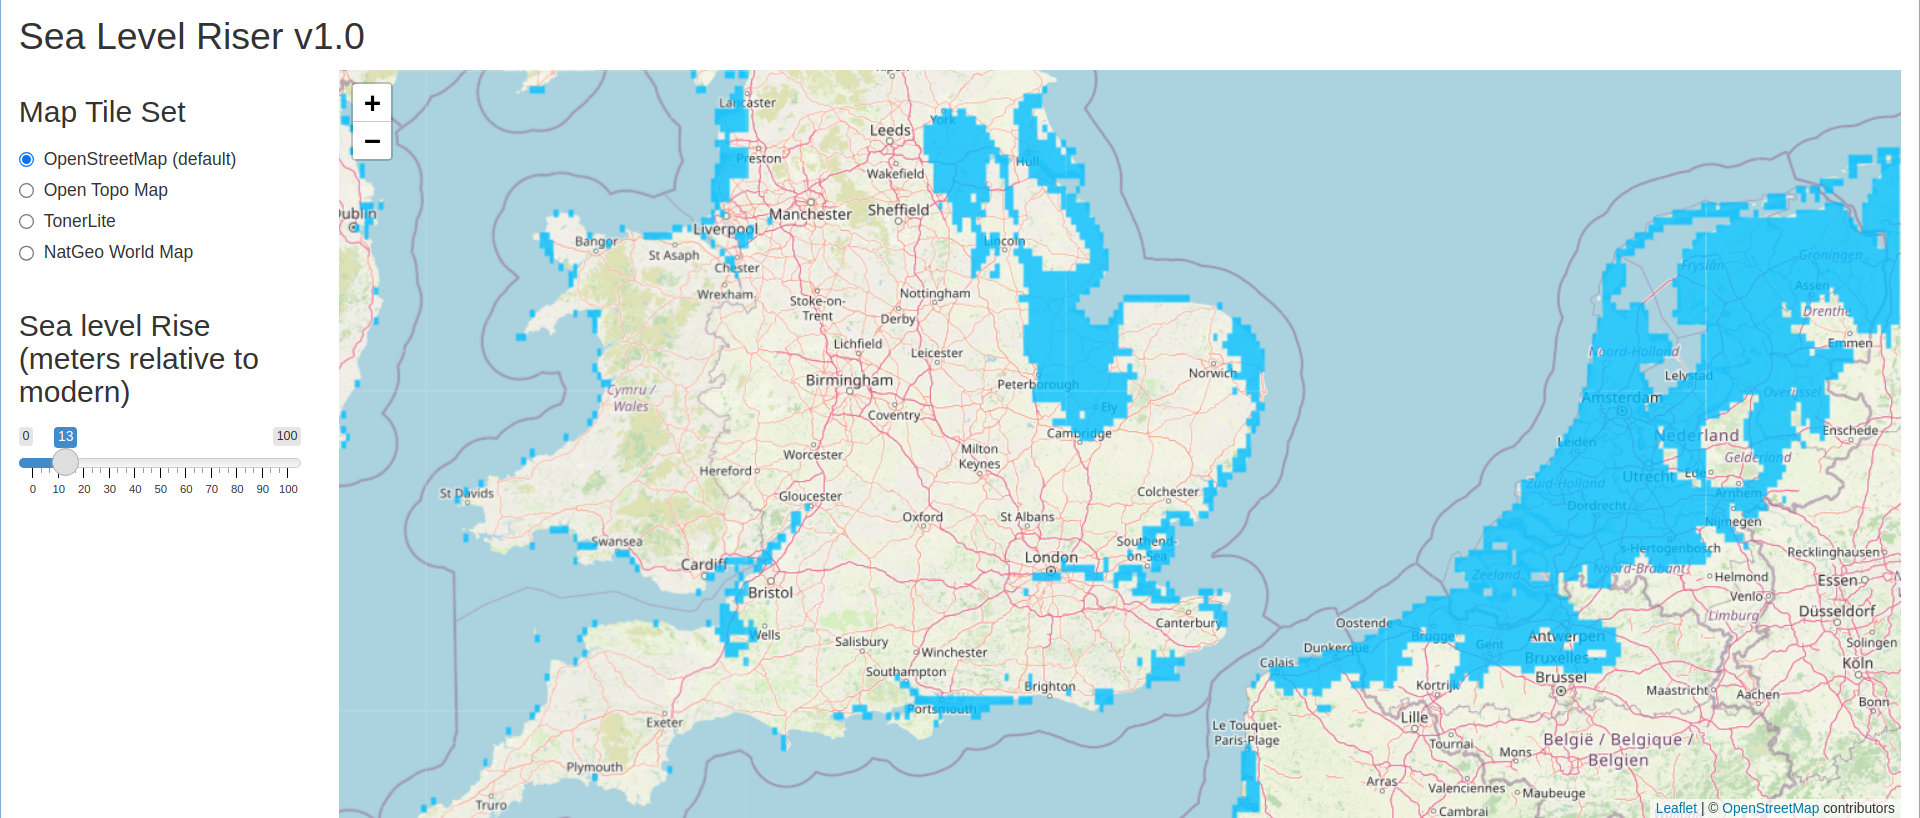 Sea Level Riser v1.0
Map Tile Set
OpenStreetMap (default)
Open Topo Map
TonerLite
NatGeo World Map
Sea level Rise
(meters relative to
modern)
0 13 100
0 10 20 30 40 50 60 70 80 90 100
+
−
Lancaster
York
Leeds
Preston
Hull
Wakefield
Manchester
Sheffield
ublin
Liverpool
Bangor
Lincoln
St Asaph
Chester
Wrexham
Nottingham
Stoke-on-
Trent
Derby
Lichfield
Leicester
Norwich
Birmingham
Peterborough
Cymru /
Wales
Ely
Coventry
Cambridge
Milton
Keynes
Worcester
Hereford
St Davids
Gloucester
Colchester
Oxford
St Albans
Swansea
Southend-
on-Sea
London
Cardiff
Bristol
Canterbury
Wells
Salisbury
Winchester
Southampton
Brighton
Portsmouth
Exeter
Plymouth
Truro
Groningen
Fryslân
Assen
Drenthe
Emmen
Noord-Holland
Lelystad
Overijssel
Amsterdam
Enschede
Leiden
Nederland
Gelderland
Utrecht
Ede
Zuid-Holland
Arnhem
Dordrecht
Nijmegen
's-Hertogenbosch
Recklinghausen
Noord-Brabant
Zeeland
Helmond
Essen
Venlo
Limburg
Düsseldorf
Oostende
Brugge
Antwerpen
Gent
Solingen
Dunkerque
Bruxelles -
Brussel
Calais
Köln
Kortrijk
Maastricht
Aachen
Bonn
Lille
Le Touquet-
Paris-Plage
Tournai
Mons
België / Belgique /
Belgien
Arras
Valenciennes
Maubeuge
Cambrai
Leaflet | © OpenStreetMap contributors